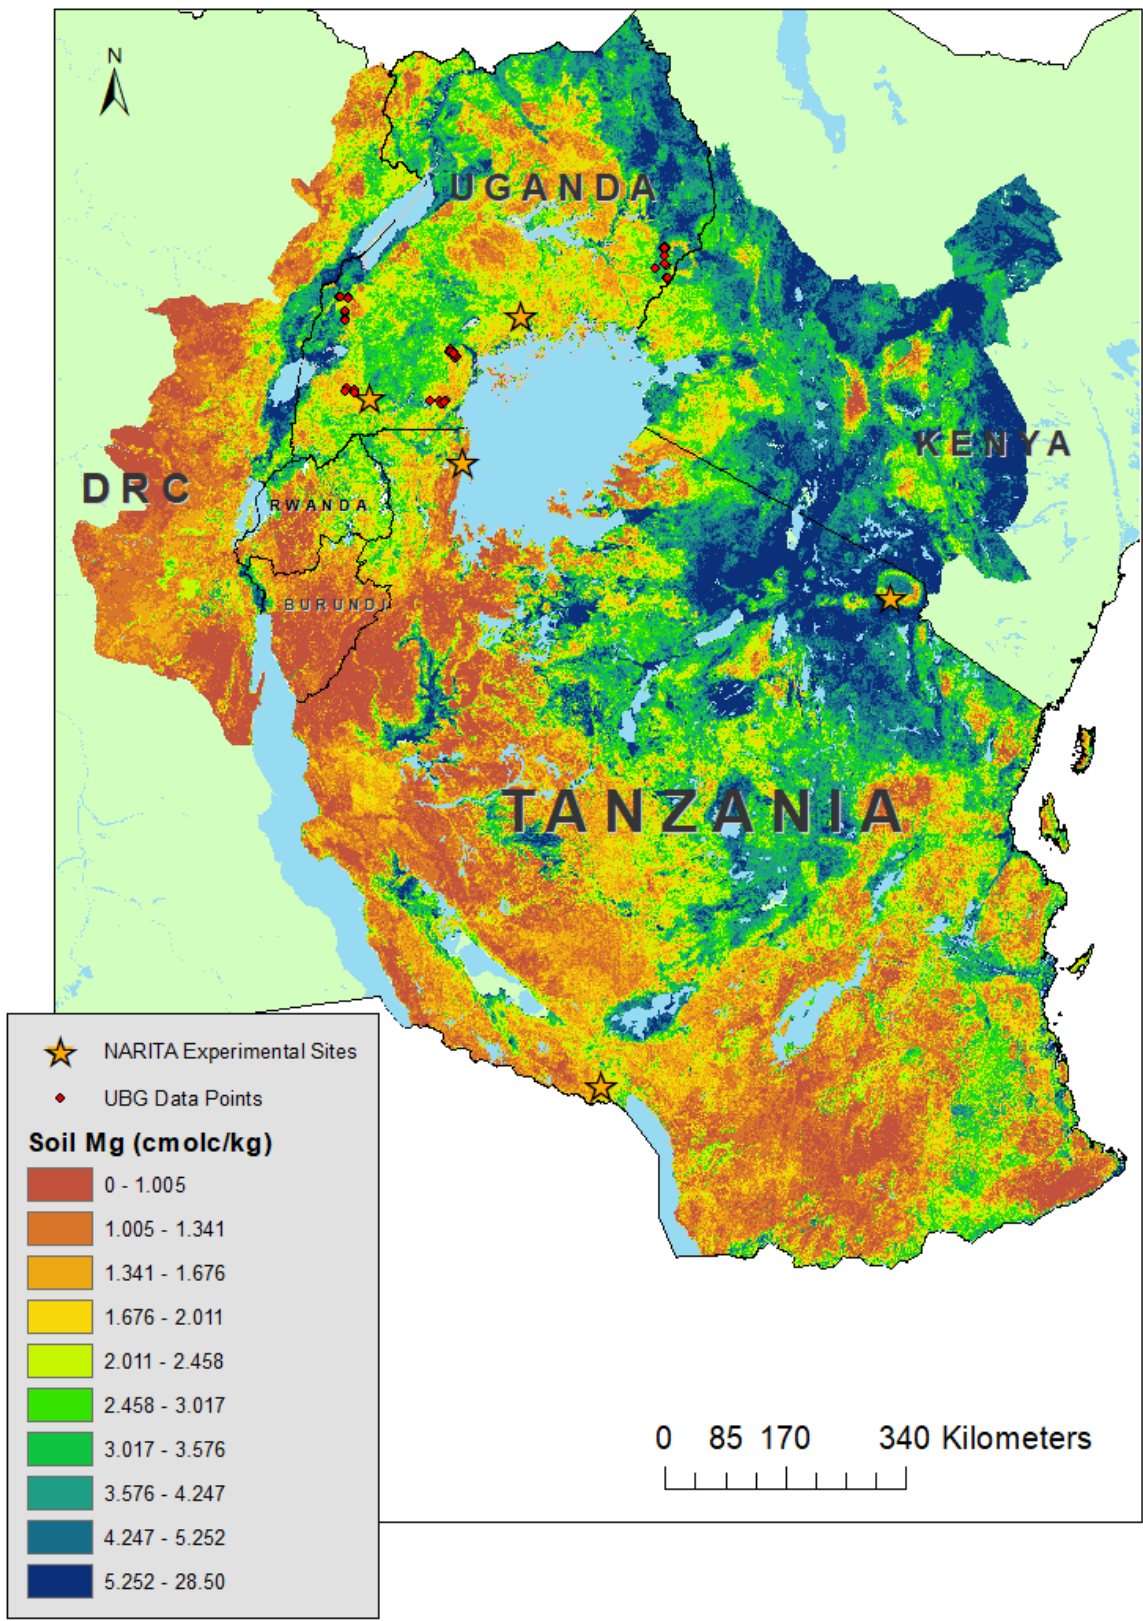 N
UGANDA
KENYA
DRC
RWANDA
BURUNDI
TANZANIA
NARITA Experimental Sites
UBG Data Points
Soil Mg (cmolc/kg)
0 - 1.005
1.005 - 1.341
1.341 - 1.676
1.676 - 2.011
2.011 - 2.458
2.458 - 3.017
3.017 - 3.576
3.576 - 4.247
4.247 - 5.252
5.252 - 28.50
0 85 170 340 Kilometers